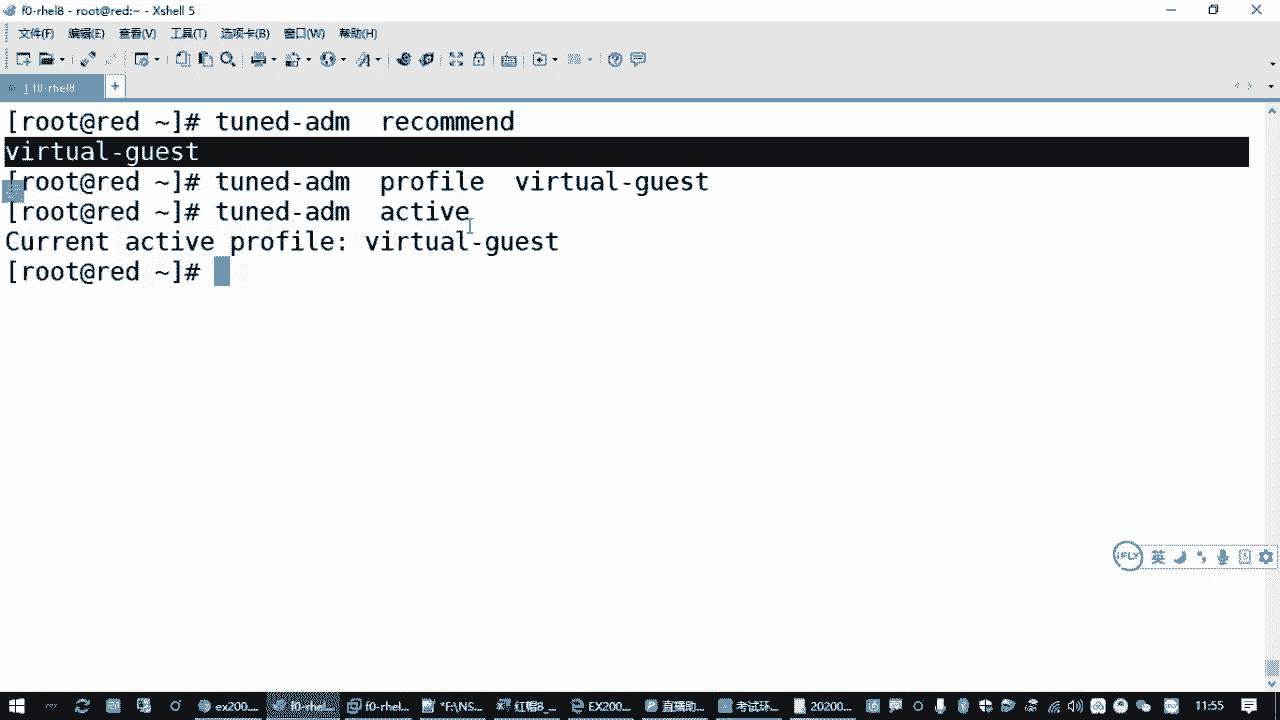 f0-rhel8 - root@red:~ - Xshell 5
文件(F) 编辑(E) 查看(V) 工具(T) 选项卡(B) 窗口(W) 帮助(H)
1 f0-rhel8
[root@red ~]# tuned-adm  recommend
virtual-guest
[root@red ~]# tuned-adm  profile  virtual-guest
[root@red ~]# tuned-adm  active
Current active profile: virtual-guest
[root@red ~]#
iFLY 英
ex200... f0-rhe... f0-rhel... *F:\NS... 红帽8_... EX200... 直播助... 考试环... 20200... 11:55